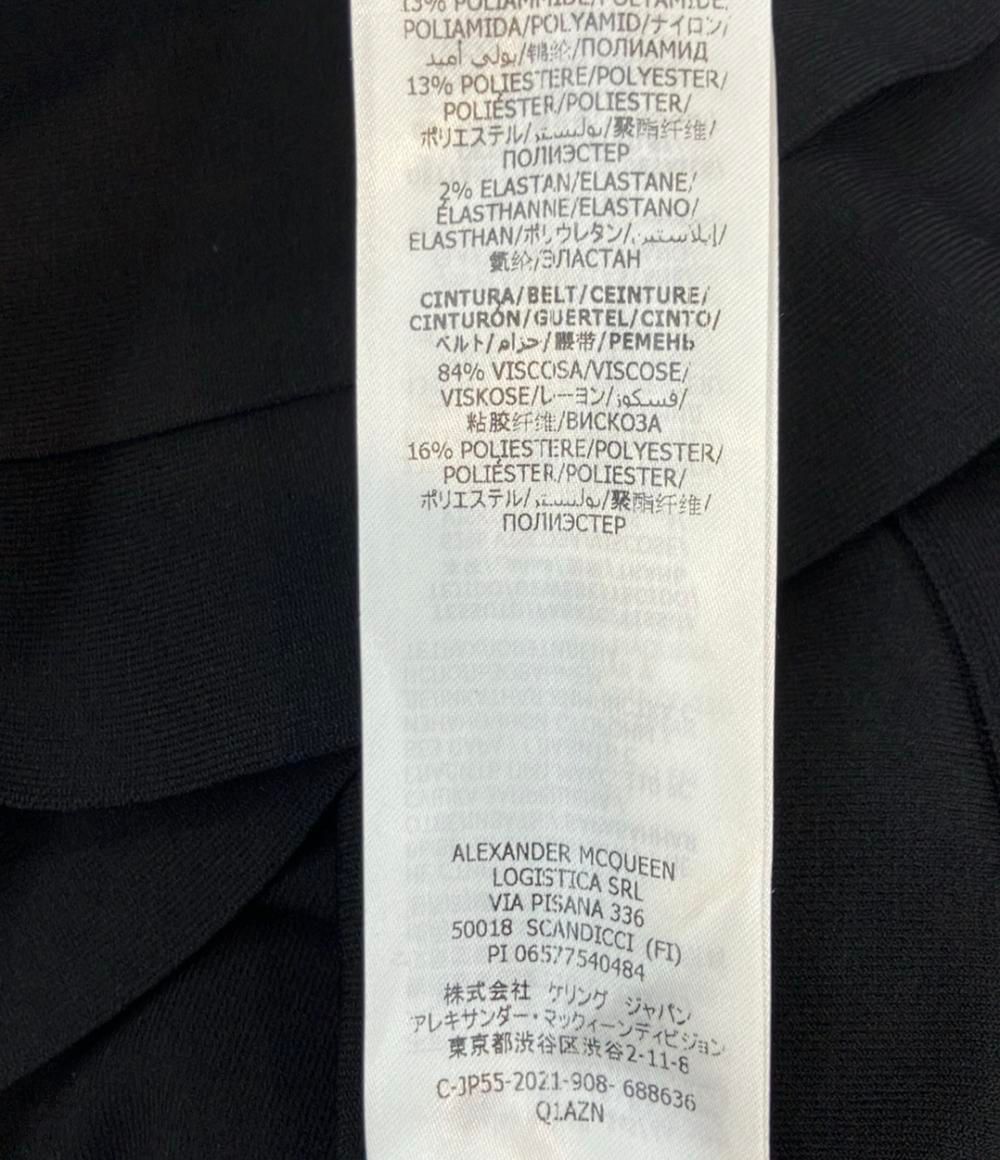 13% POLIAMMIDE/POLYAMIDE/
POLIAMIDA/POLYAMID/ナイロン/
بولي أميد/锦纶/ПОЛИАМИД
13% POLIESTERE/POLYESTER/
POLIÉSTER/POLIESTER/
ポリエステル/بوليستر/聚酯纤维/
ПОЛИЭСТЕР
2% ELASTAN/ELASTANE/
ÉLASTHANNE/ELASTANO/
ELASTHAN/ポリウレタン/إيلاستين/
氨纶/ЭЛАСТАН
CINTURA/BELT/CEINTURE/
CINTURÓN/GUERTEL/CINTO/
ベルト/حزام/腰带/РЕМЕНЬ
84% VISCOSA/VISCOSE/
VISKOSE/レーヨン/فسكوز/
粘胶纤维/ВИСКОЗА
16% POLIESTERE/POLYESTER/
POLIÉSTER/POLIESTER/
ポリエステル/بوليستر/聚酯纤维/
ПОЛИЭСТЕР
ALEXANDER MCQUEEN
LOGISTICA SRL
VIA PISANA 336
50018 SCANDICCI (FI)
PI 06577540484
株式会社 ケリング ジャパン
アレキサンダー・マックィーンディビジョン
東京都渋谷区渋谷2-11-8
C-JP55-2021-908- 688636
Q1AZN